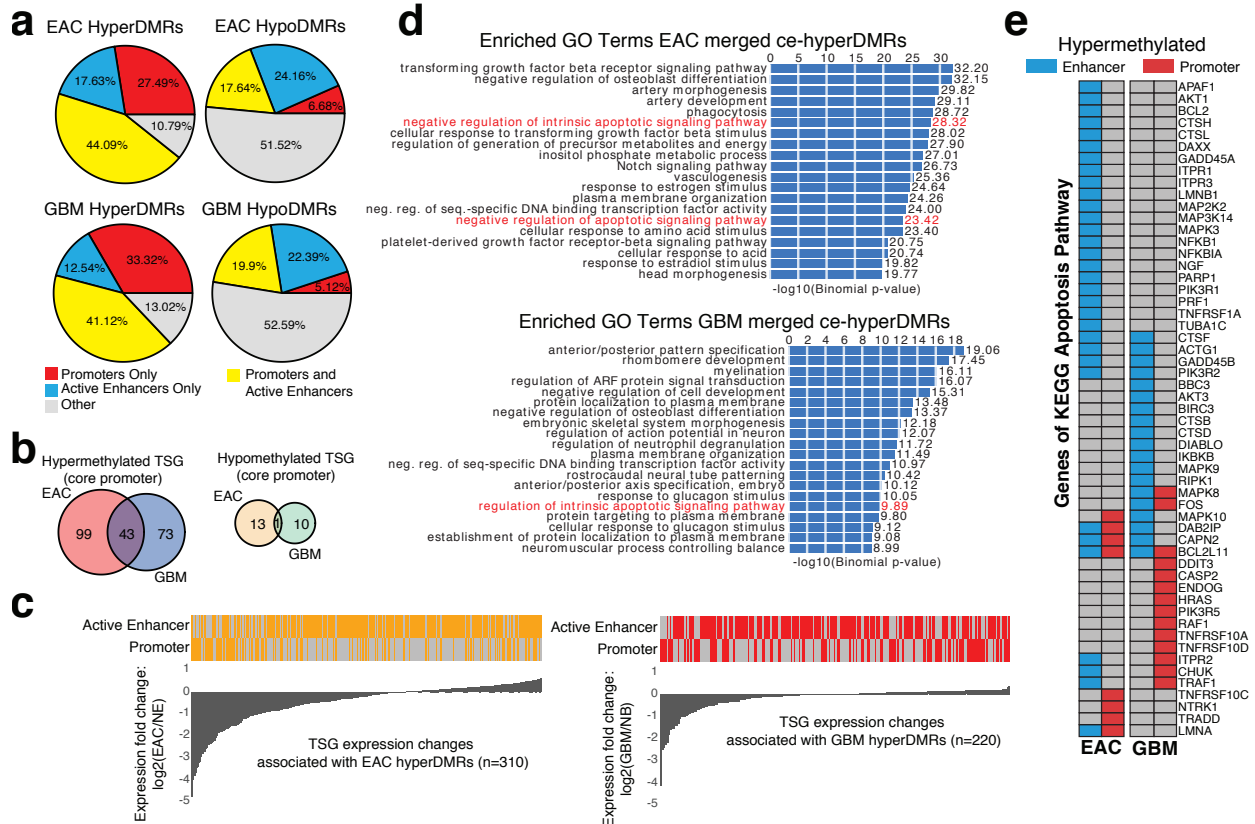 a
EAC HyperDMRs
17.63%
27.49%
44.09%
10.79%
EAC HypoDMRs
17.64%
24.16%
6.68%
51.52%
GBM HyperDMRs
12.54%
33.32%
41.12%
13.02%
GBM HypoDMRs
19.9%
22.39%
5.12%
52.59%
Promoters Only
Active Enhancers Only
Other
Promoters and
Active Enhancers
b
Hypermethylated TSG
(core promoter)
EAC
99
43
73
GBM
Hypomethylated TSG
(core promoter)
EAC
13
1
10
GBM
c
Active Enhancer
Promoter
Expression fold change:
log2(EAC/NE)
1
0
-1
-2
-3
-4
-5
TSG expression changes
associated with EAC hyperDMRs (n=310)
Active Enhancer
Promoter
Expression fold change:
log2(GBM/NB)
1
0
-1
-2
-3
-4
-5
TSG expression changes
associated with GBM hyperDMRs (n=220)
d
Enriched GO Terms EAC merged ce-hyperDMRs
0 5 10 15 20 25 30
transforming growth factor beta receptor signaling pathway 32.20
negative regulation of osteoblast differentiation 32.15
artery morphogenesis 29.82
artery development 29.11
phagocytosis 28.72
negative regulation of intrinsic apoptotic signaling pathway 28.32
cellular response to transforming growth factor beta stimulus 28.02
regulation of generation of precursor metabolites and energy 27.90
inositol phosphate metabolic process 27.01
Notch signaling pathway 26.73
vasculogenesis 25.36
response to estrogen stimulus 24.64
plasma membrane organization 24.26
neg. reg. of seq.-specific DNA binding transcription factor activity 24.00
negative regulation of apoptotic signaling pathway 23.42
cellular response to amino acid stimulus 23.40
platelet-derived growth factor receptor-beta signaling pathway 20.75
cellular response to acid 20.74
response to estradiol stimulus 19.82
head morphogenesis 19.77
-log10(Binomial p-value)
Enriched GO Terms GBM merged ce-hyperDMRs
0 2 4 6 8 10 12 14 16 18
anterior/posterior pattern specification 19.06
rhombomere development 17.45
myelination 16.11
regulation of ARF protein signal transduction 16.07
negative regulation of cell development 15.31
protein localization to plasma membrane 13.48
negative regulation of osteoblast differentiation 13.37
embryonic skeletal system morphogenesis 12.18
regulation of action potential in neuron 12.07
regulation of neutrophil degranulation 11.72
plasma membrane organization 11.49
neg. reg. of seq-specific DNA binding transcription factor activity 10.97
rostrocaudal neural tube patterning 10.42
anterior/posterior axis specification, embryo 10.12
response to glucagon stimulus 10.05
regulation of intrinsic apoptotic signaling pathway 9.89
protein targeting to plasma membrane 9.80
cellular response to glucagon stimulus 9.12
establishment of protein localization to plasma membrane 9.08
neuromuscular process controlling balance 8.99
-log10(Binomial p-value)
e
Hypermethylated
Enhancer Promoter
Genes of KEGG Apoptosis Pathway
APAF1
AKT1
BCL2
CTSH
CTSL
DAXX
GADD45A
ITPR1
ITPR3
LMNB1
MAP2K2
MAP3K14
MAPK3
NFKB1
NFKBIA
NGF
PARP1
PIK3R1
PRF1
TNFRSF1A
TUBA1C
CTSF
ACTG1
GADD45B
PIK3R2
BBC3
AKT3
BIRC3
CTSB
CTSD
DIABLO
IKBKB
MAPK9
RIPK1
MAPK8
FOS
MAPK10
DAB2IP
CAPN2
BCL2L11
DDIT3
CASP2
ENDOG
HRAS
PIK3R5
RAF1
TNFRSF10A
TNFRSF10D
ITPR2
CHUK
TRAF1
TNFRSF10C
NTRK1
TRADD
LMNA
EAC GBM